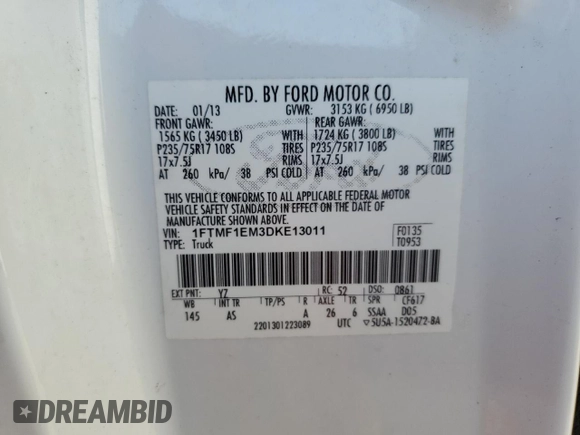 MFD. BY FORD MOTOR CO.
DATE: 01/13 GVWR: 3153 KG ( 6950 LB)
FRONT GAWR: REAR GAWR:
1565 KG ( 3450 LB) WITH 1724 KG ( 3800 LB) WITH
P235/75R17 108S TIRES P235/75R17 108S TIRES
17x7.5J RIMS 17x7.5J RIMS
AT 260 kPa/ 38 PSI COLD AT 260 kPa/ 38 PSI COLD
THIS VEHICLE CONFORMS TO ALL APPLICABLE FEDERAL MOTOR
VEHICLE SAFETY STANDARDS IN EFFECT ON THE DATE OF
MANUFACTURE SHOWN ABOVE.
VIN: 1FTMF1EM3DKE13011 F0135
TYPE: Truck T0953
EXT PNT: YZ RC: 52 DSO: 0861
WB INT TR TP/PS R AXLE TR SPR CF617
145 AS A 26 6 SSAA D05
2201301223089 UTC ▽5U5A-1520472-BA
DREAMBID